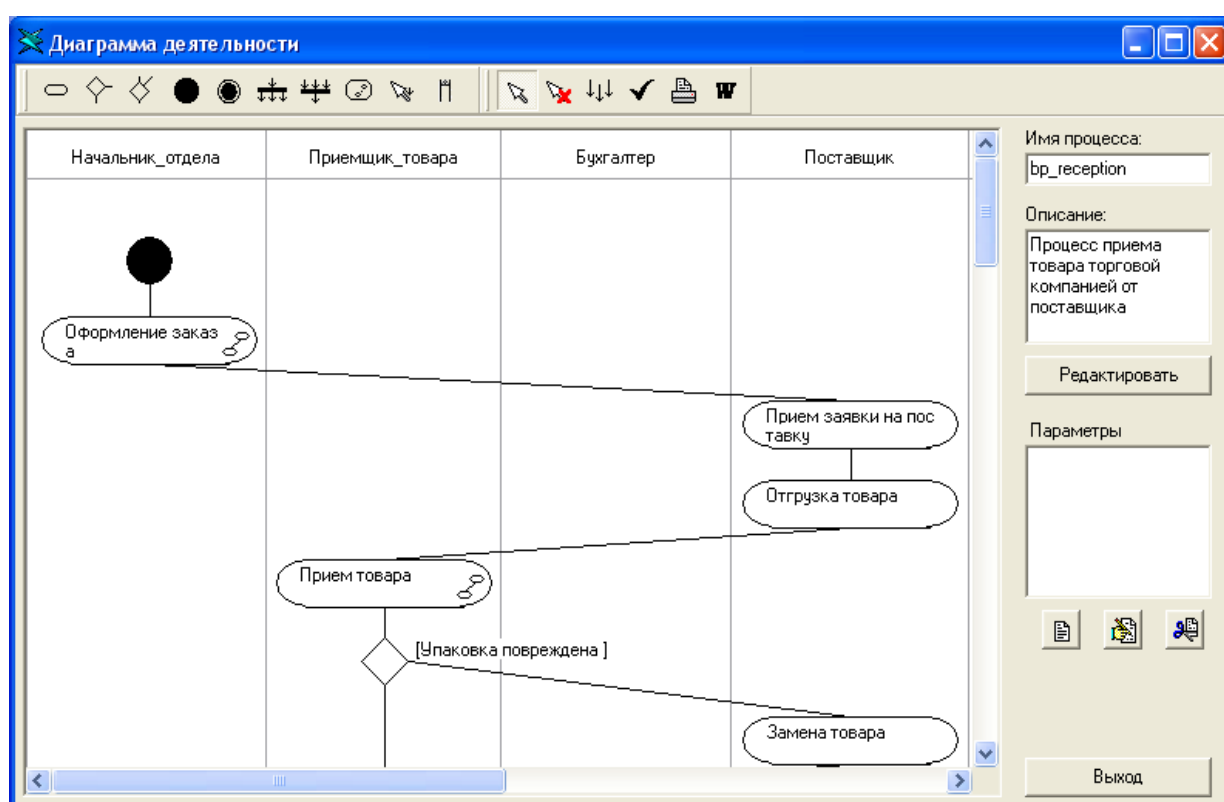 Диаграмма деятельности
W
Начальник_отдела
Приемщик_товара
Бухгалтер
Поставщик
Оформление заказ
а
Прием заявки на пос
тавку
Отгрузка товара
Прием товара
[Упаковка повреждена ]
Замена товара
Имя процесса:
bp_reception
Описание:
Процесс приема
товара торговой
компанией от
поставщика
Редактировать
Параметры
Выход